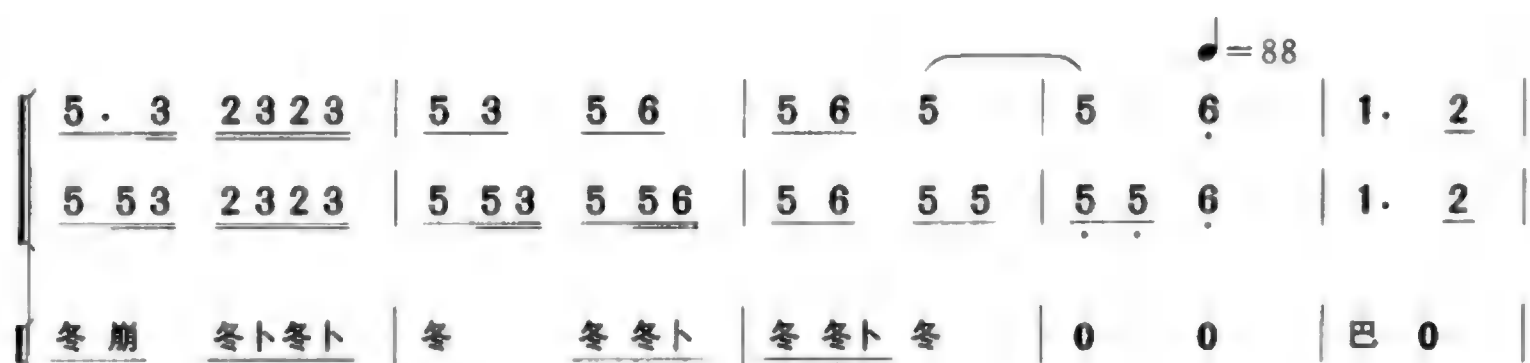 ♩=88
5. 3 2323 | 5 3 5 6 | 5 6 5 | 5 6̣ | 1. 2 |
5 53 2323 | 5 53 5 56 | 5 6 5 5 | 5̣ 5̣ 6̣ | 1. 2 |
冬崩 冬卜冬卜 | 冬 冬冬卜 | 冬冬卜冬 | 0 0 | 巴 0 |